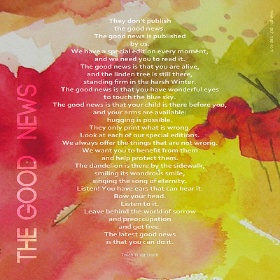 THE GOOD NEWS
They don't publish
the good news.
The good news is published
by us.
We have a special edition every moment,
and we need you to read it.
The good news is that you are alive,
and the linden tree is still there,
standing firm in the harsh Winter.
The good news is that you have wonderful eyes
to touch the blue sky.
The good news is that your child is there before you,
and your arms are available:
hugging is possible.
They only print what is wrong.
Look at each of our special editions.
We always offer the things that are not wrong.
We want you to benefit from them
and help protect them.
The dandelion is there by the sidewalk,
smiling its wondrous smile,
singing the song of eternity.
Listen! You have ears that can hear it.
Bow your head.
Listen to it.
Leave behind the world of sorrow
and preoccupation
and get free.
The latest good news
is that you can do it.